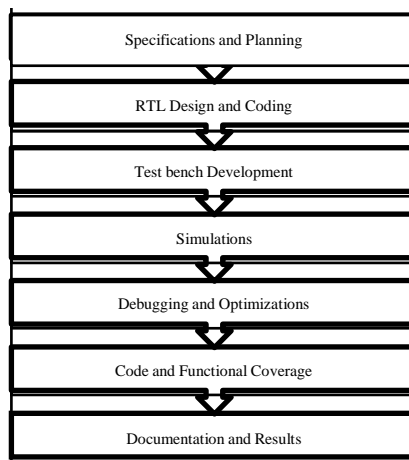 Specifications and Planning
RTL Design and Coding
Test bench Development
Simulations
Debugging and Optimizations
Code and Functional Coverage
Documentation and Results